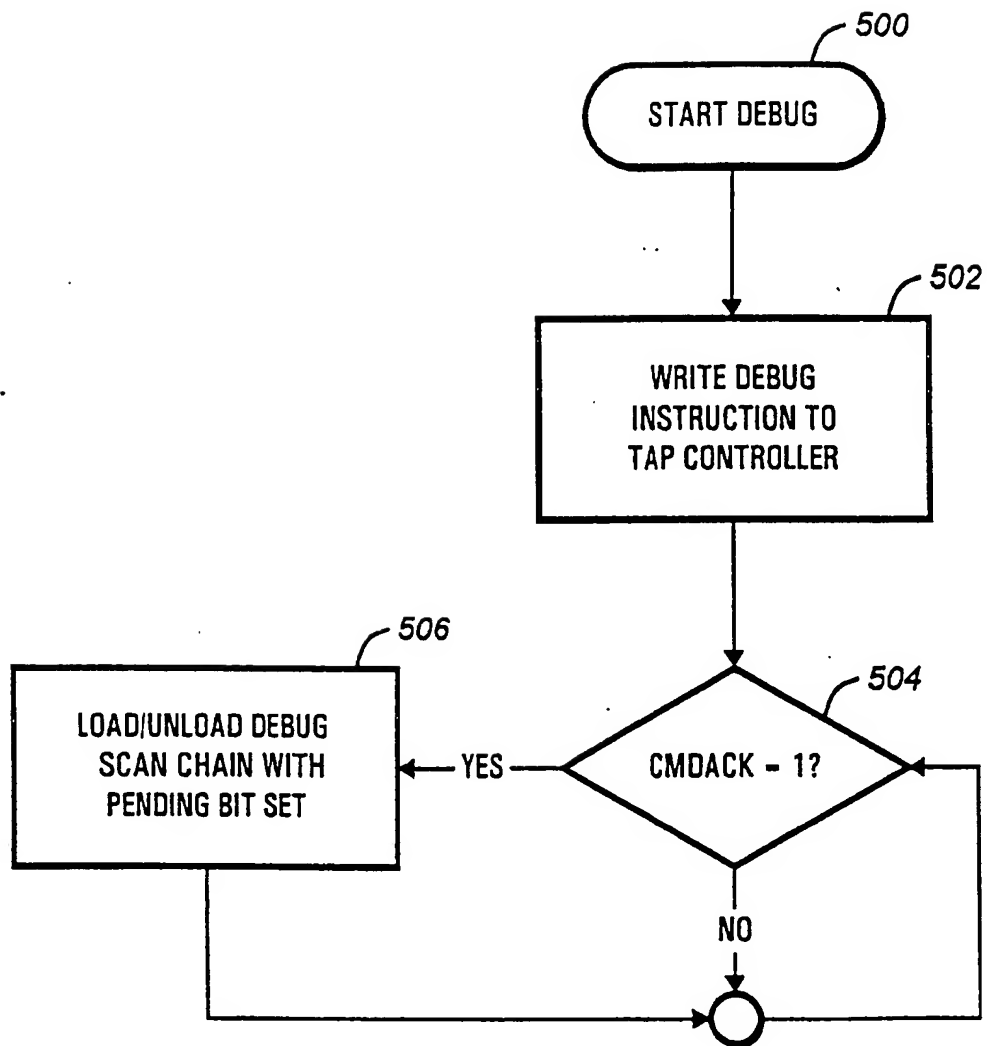 500
START DEBUG
502
WRITE DEBUG
INSTRUCTION TO
TAP CONTROLLER
506
LOAD/UNLOAD DEBUG
SCAN CHAIN WITH
PENDING BIT SET
YES
504
CMDACK = 1?
NO